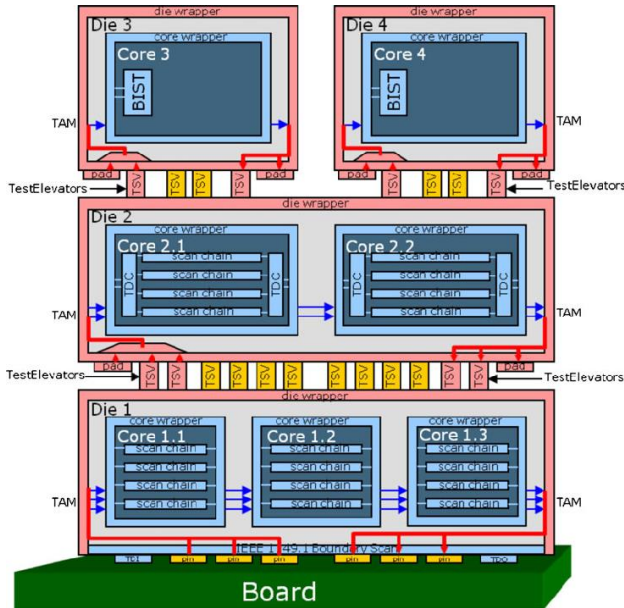 die wrapper
Die 3
core wrapper
Core 3
BIST
TAM
pad
TSV
TSV
TSV
TSV
pad
die wrapper
Die 4
core wrapper
Core 4
BIST
TAM
pad
TSV
TSV
TSV
TSV
pad
TestElevators
TestElevators
die wrapper
Die 2
core wrapper
Core 2.1
TDC
scan chain
scan chain
scan chain
scan chain
TDC
core wrapper
Core 2.2
TDC
scan chain
scan chain
scan chain
scan chain
TDC
TAM
TAM
pad
TSV
TSV
TSV
TSV
TSV
TSV
TSV
TSV
TSV
TSV
TSV
TSV
pad
TestElevators
TestElevators
die wrapper
Die 1
core wrapper
Core 1.1
scan chain
scan chain
scan chain
scan chain
core wrapper
Core 1.2
scan chain
scan chain
scan chain
scan chain
core wrapper
Core 1.3
scan chain
scan chain
scan chain
scan chain
TAM
TAM
IEEE 1149.1 Boundary Scan
TDI
pin
pin
pin
pin
pin
pin
TDO
Board